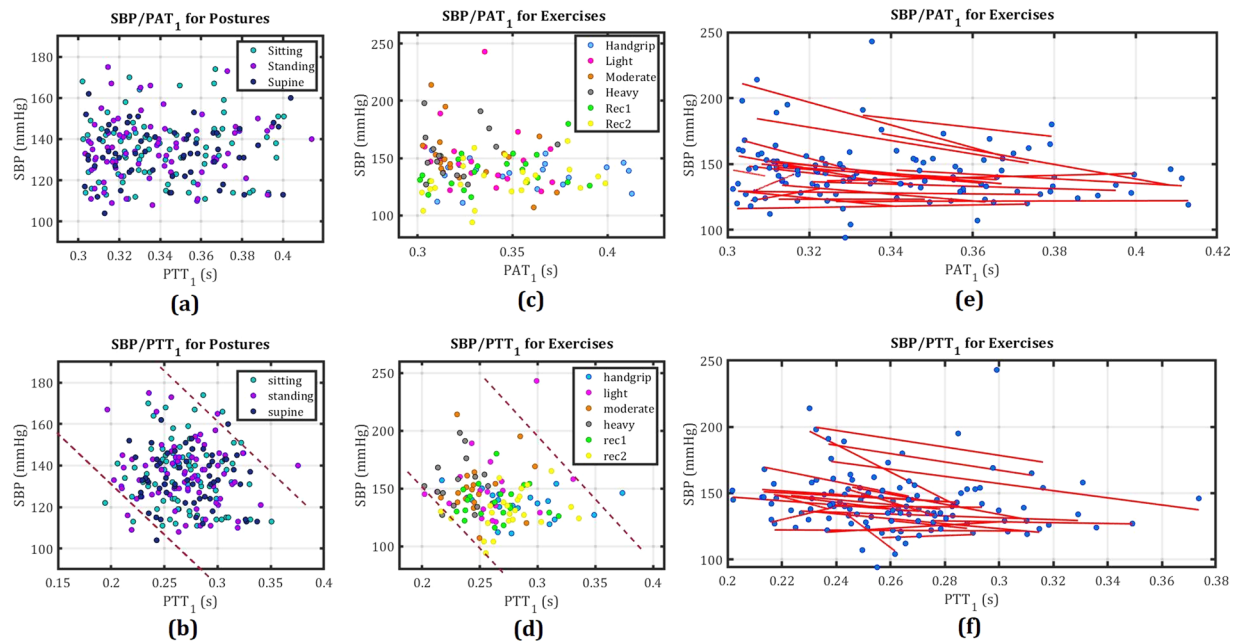 SBP/PAT1 for Postures
SBP (mmHg)
180
160
140
120
100
0.3 0.32 0.34 0.36 0.38 0.4
PTT1 (s)
Sitting
Standing
Supine
(a)
SBP/PAT1 for Exercises
SBP (mmHg)
250
200
150
100
0.3 0.35 0.4
PAT1 (s)
Handgrip
Light
Moderate
Heavy
Rec1
Rec2
(c)
SBP/PAT1 for Exercises
SBP (mmHg)
250
200
150
100
0.3 0.32 0.34 0.36 0.38 0.4 0.42
PAT1 (s)
(e)
SBP/PTT1 for Postures
SBP (mmHg)
180
160
140
120
100
0.15 0.2 0.25 0.3 0.35 0.4
PTT1 (s)
sitting
standing
supine
(b)
SBP/PTT1 for Exercises
SBP (mmHg)
250
200
150
100
0.2 0.25 0.3 0.35 0.4
PTT1 (s)
handgrip
light
moderate
heavy
rec1
rec2
(d)
SBP/PTT1 for Exercises
SBP (mmHg)
250
200
150
100
0.2 0.22 0.24 0.26 0.28 0.3 0.32 0.34 0.36 0.38
PTT1 (s)
(f)